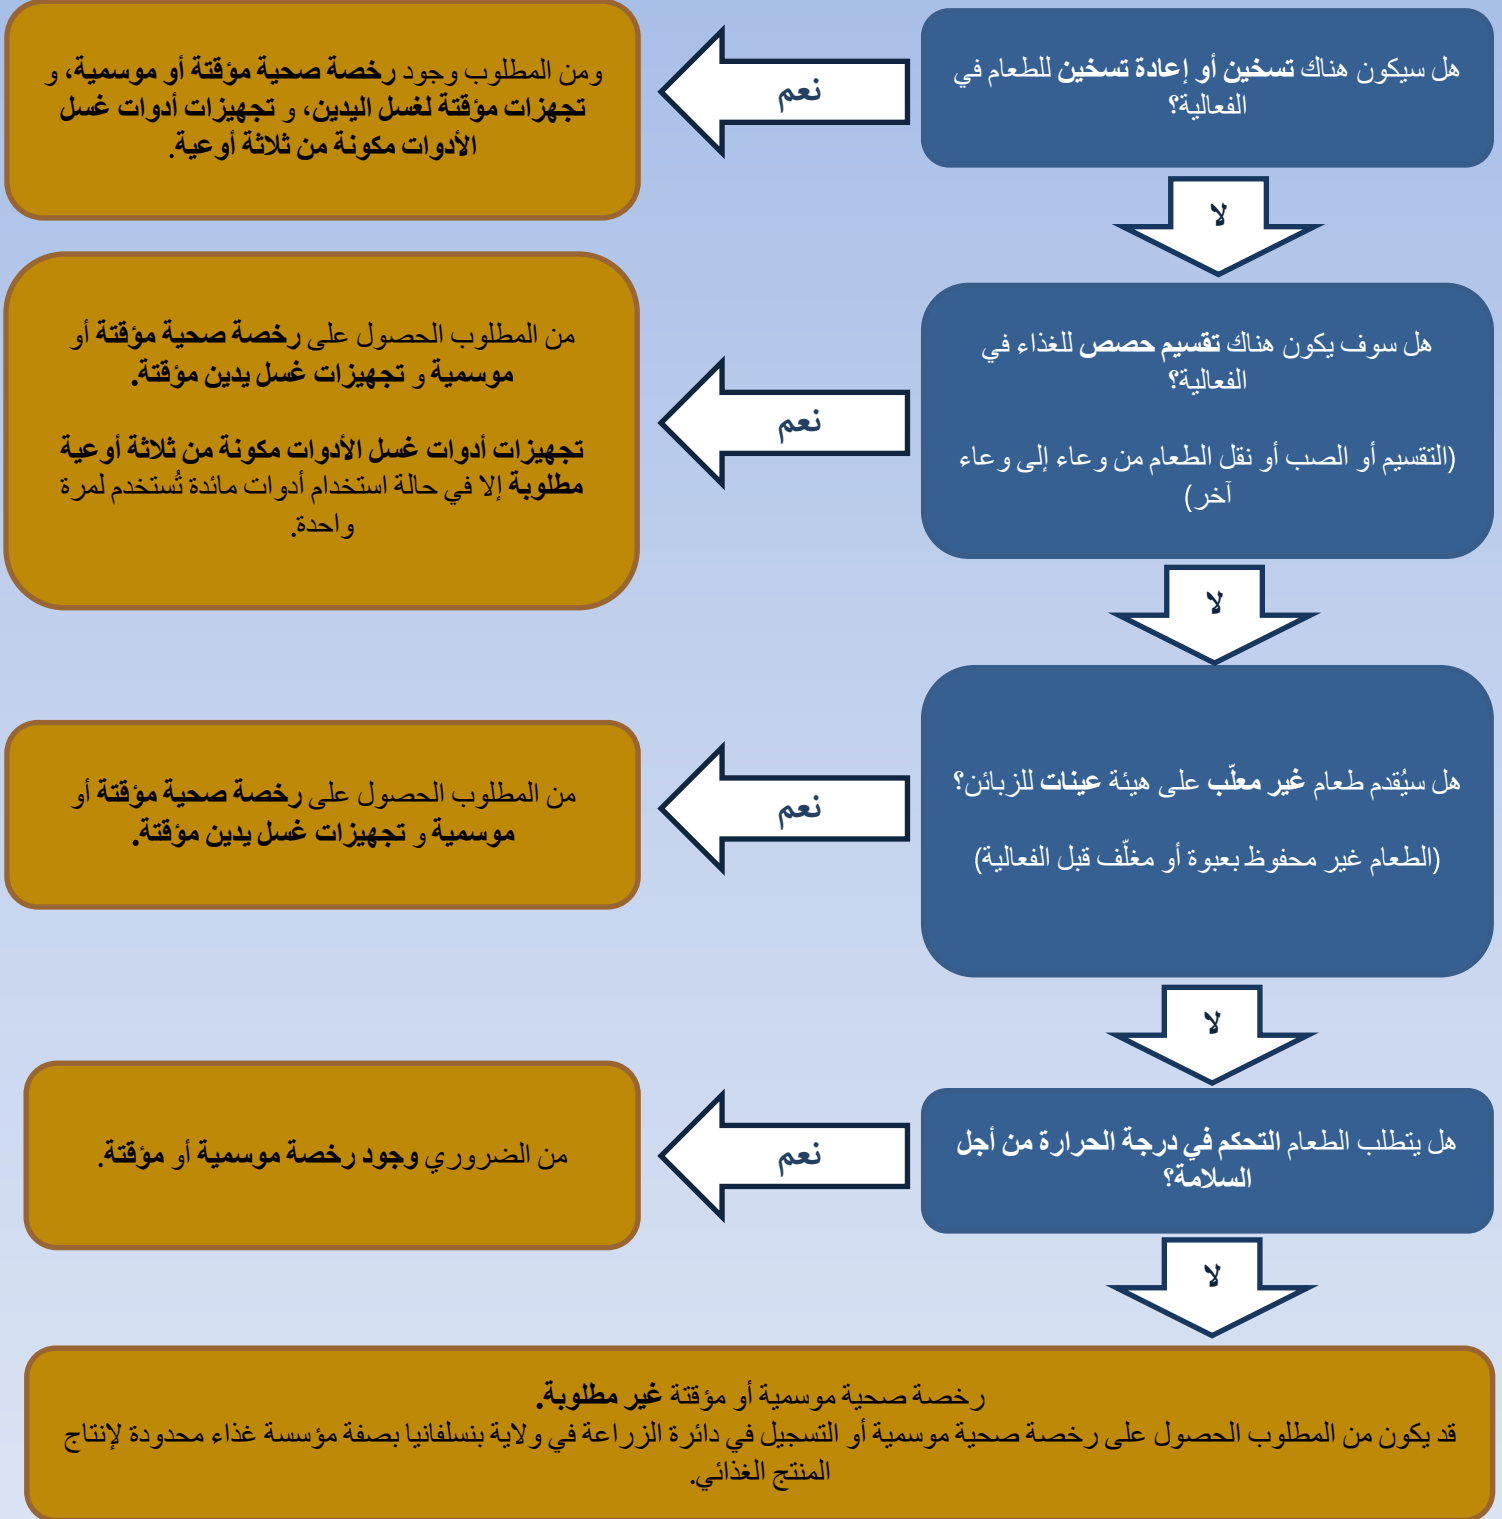 هل سيكون هناك تسخين أو إعادة تسخين للطعام في
الفعالية؟
نعم
ومن المطلوب وجود رخصة صحية مؤقتة أو موسمية، و
تجهزات مؤقتة لغسل اليدين، و تجهيزات أدوات غسل
الأدوات مكونة من ثلاثة أوعية.
لا
هل سوف يكون هناك تقسيم حصص للغذاء في
الفعالية؟
(التقسيم أو الصب أو نقل الطعام من وعاء إلى وعاء
آخر)
نعم
من المطلوب الحصول على رخصة صحية مؤقتة أو
موسمية و تجهيزات غسل يدين مؤقتة.
تجهيزات أدوات غسل الأدوات مكونة من ثلاثة أوعية
مطلوبة إلا في حالة استخدام أدوات مائدة تُستخدم لمرة
واحدة.
لا
هل سيُقدم طعام غير معلّب على هيئة عينات للزبائن؟
(الطعام غير محفوظ بعبوة أو مغلّف قبل الفعالية)
نعم
من المطلوب الحصول على رخصة صحية مؤقتة أو
موسمية و تجهيزات غسل يدين مؤقتة.
لا
هل يتطلب الطعام التحكم في درجة الحرارة من أجل
السلامة؟
نعم
من الضروري وجود رخصة موسمية أو مؤقتة.
لا
رخصة صحية موسمية أو مؤقتة غير مطلوبة.
قد يكون من المطلوب الحصول على رخصة صحية موسمية أو التسجيل في دائرة الزراعة في ولاية بنسلفانيا بصفة مؤسسة غذاء محدودة لإنتاج
المنتج الغذائي.